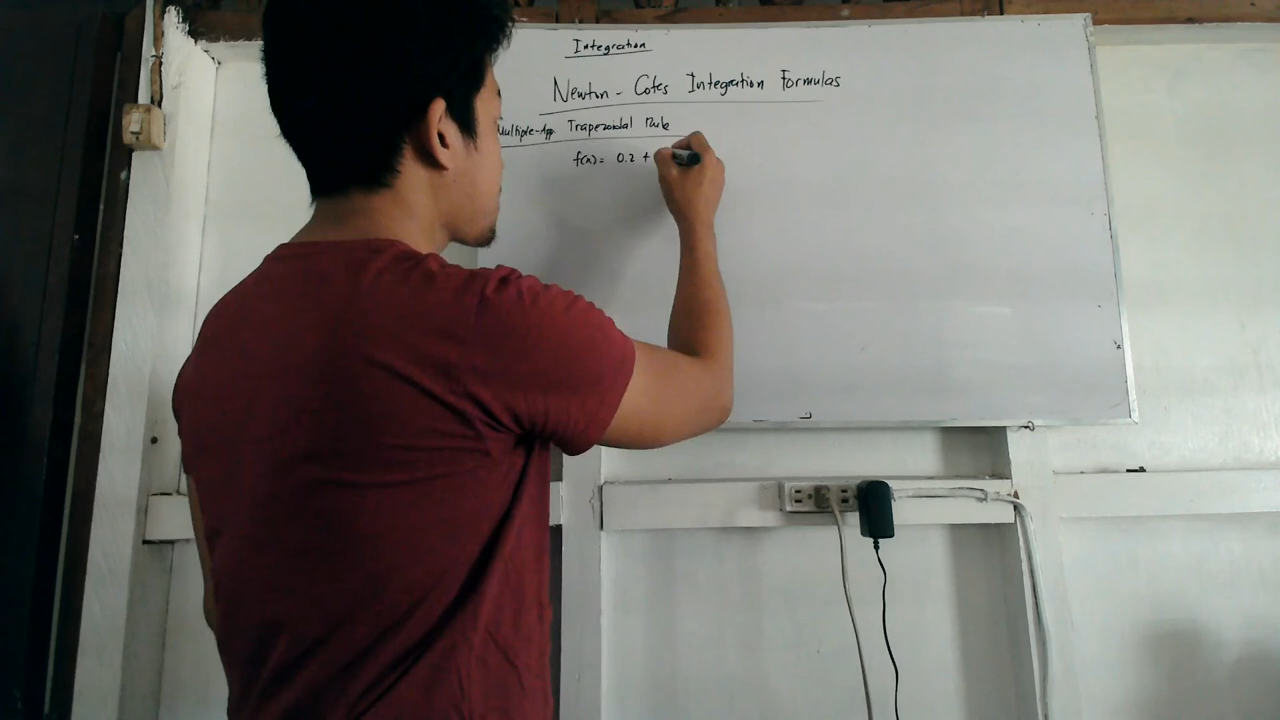 Integration
Newton - Cotes Integration Formulas
Multiple-App Trapezoidal Rule
f(x) = 0.2 +